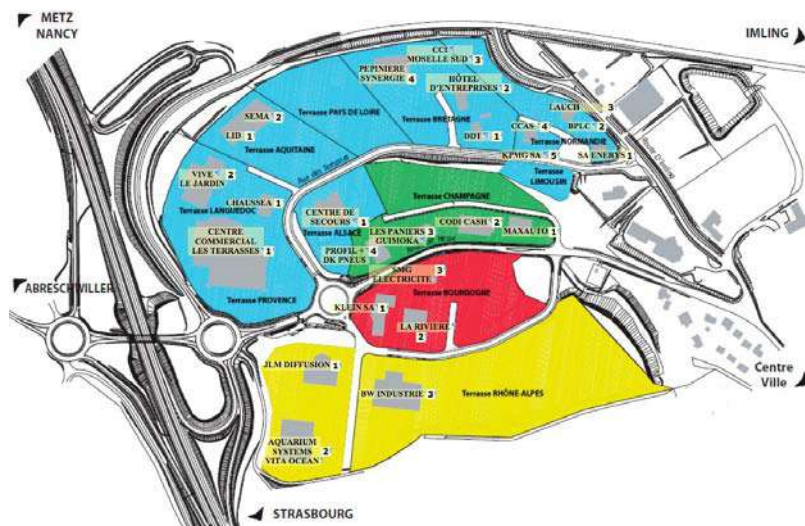 METZ
NANCY
IMLING
CCI
MOSELLE SUD 3
PEPINIERE
SYNERGIE 4
HÔTEL
D'ENTREPRISES 2
SEMA 2
LID 1
Terrasse PAYS DE LOIRE
Terrasse BRETAGNE
LAUCH 3
CCAS 4
BPLC 2
DDT 1
Terrasse NORMANDIE
KPMG SA 5
SA ENERYS 1
Terrasse AQUITAINE
Terrasse
LIMOUSIN
VIVE 2
LE JARDIN
CHAUSSEA 1
Terrasse LANGUEDOC
Terrasse CHAMPAGNE
CENTRE DE
SECOURS 1
Terrasse ALSACE
LES PANIERS 3
GUIMOKA
CODI CASH 2
MAXAUTO 1
CENTRE
COMMERCIAL
LES TERRASSES 1
PROFIL + 4
DK PNEUS
SMG 3
ELECTRICITE
ABRESCHWILLER
Terrasse PROVENCE
Terrasse BOURGOGNE
KLEIN SA 1
LA RIVIERE
2
JLM DIFFUSION 1
BW INDUSTRIE 3
Terrasse RHÔNE-ALPES
Centre
Ville
AQUARIUM
SYSTEMS 2
VITA OCEAN
STRASBOURG